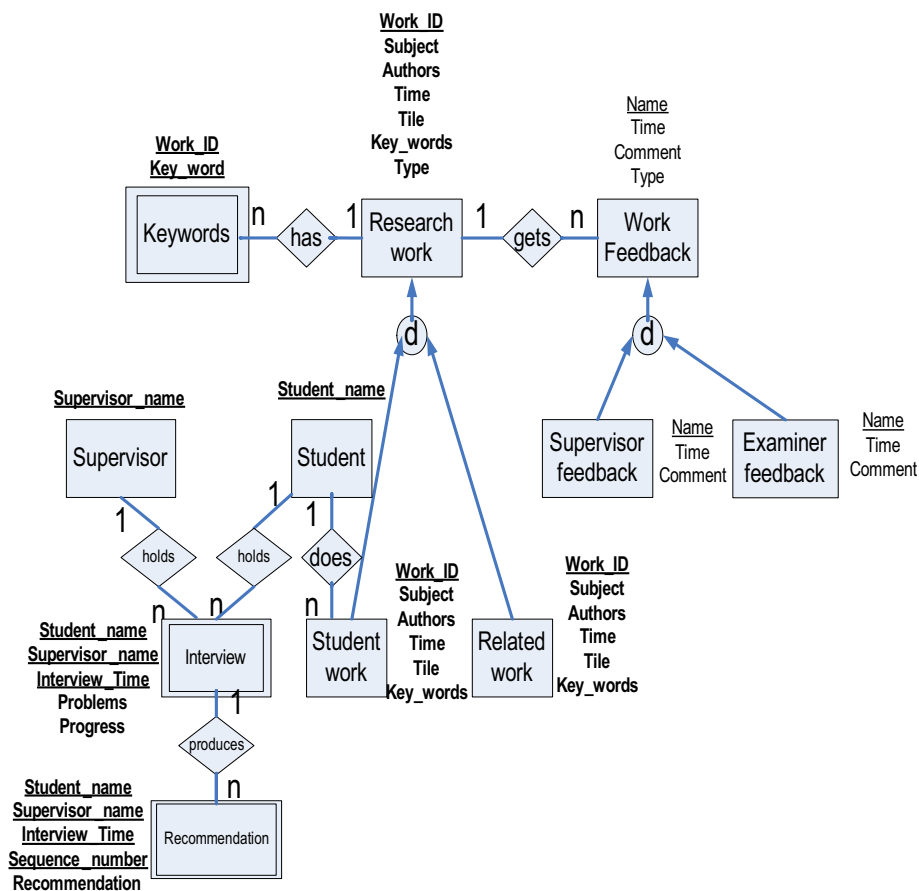 Work_ID
Subject
Authors
Time
Tile
Key_words
Type
Name
Time
Comment
Type
Work_ID
Key_word
Keywords
n
has
1
Research
work
1
gets
n
Work
Feedback
d
d
Supervisor_name
Student_name
Supervisor
Student
Supervisor
feedback
Name
Time
Comment
Examiner
feedback
Name
Time
Comment
1
1
1
holds
holds
does
n
n
n
Student_name
Supervisor_name
Interview_Time
Problems
Progress
Interview
Student
work
Work_ID
Subject
Authors
Time
Tile
Key_words
Related
work
Work_ID
Subject
Authors
Time
Tile
Key_words
1
produces
n
Student_name
Supervisor_name
Interview_Time
Sequence_number
Recommendation
Recommendation